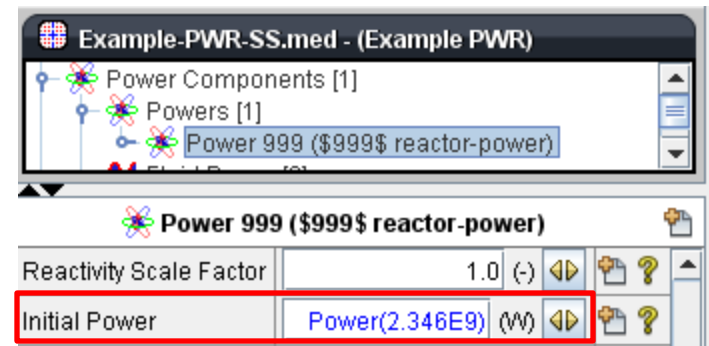 Example-PWR-SS.med - (Example PWR)
Power Components [1]
Powers [1]
Power 999 ($999$ reactor-power)
Power 999 ($999$ reactor-power)
Reactivity Scale Factor 1.0 (-) ?
Initial Power Power(2.346E9) (W) ?